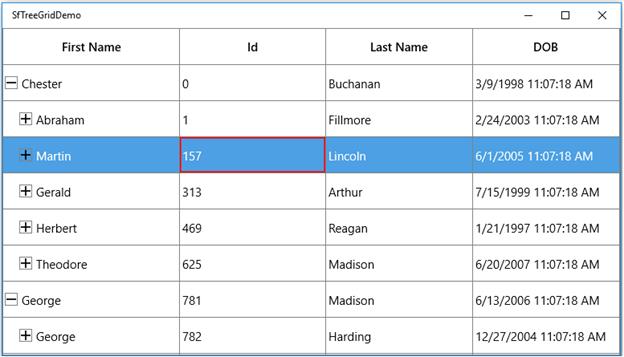 SfTreeGridDemo
First Name Id Last Name DOB
Chester 0 Buchanan 3/9/1998 11:07:18 AM
Abraham 1 Fillmore 2/24/2003 11:07:18 AM
Martin 157 Lincoln 6/1/2005 11:07:18 AM
Gerald 313 Arthur 7/15/1999 11:07:18 AM
Herbert 469 Reagan 1/21/1997 11:07:18 AM
Theodore 625 Madison 6/20/2007 11:07:18 AM
George 781 Madison 6/13/2006 11:07:18 AM
George 782 Harding 12/27/2004 11:07:18 AM